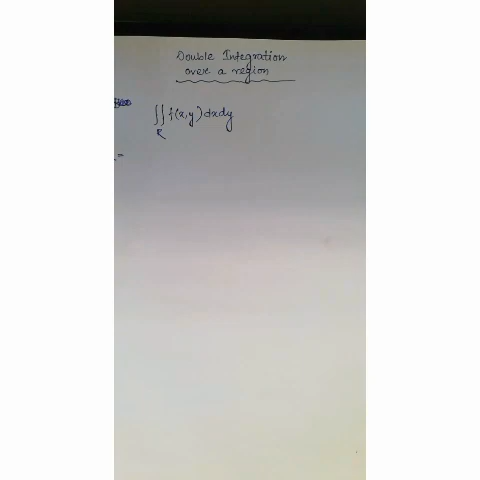 Double Integration
over a region
∬ f(x,y) dxdy
R